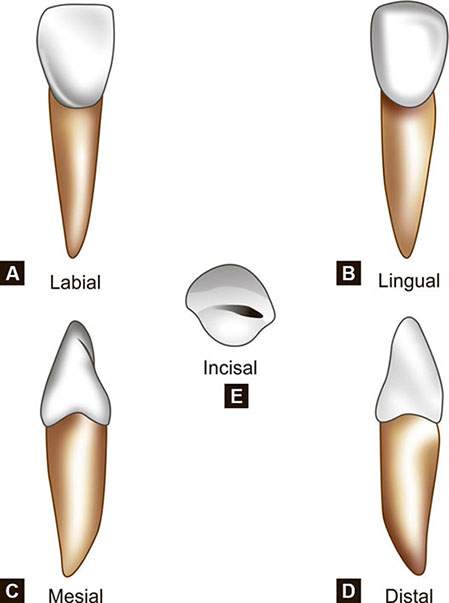 A Labial
B Lingual
Incisal
E
C Mesial
D Distal